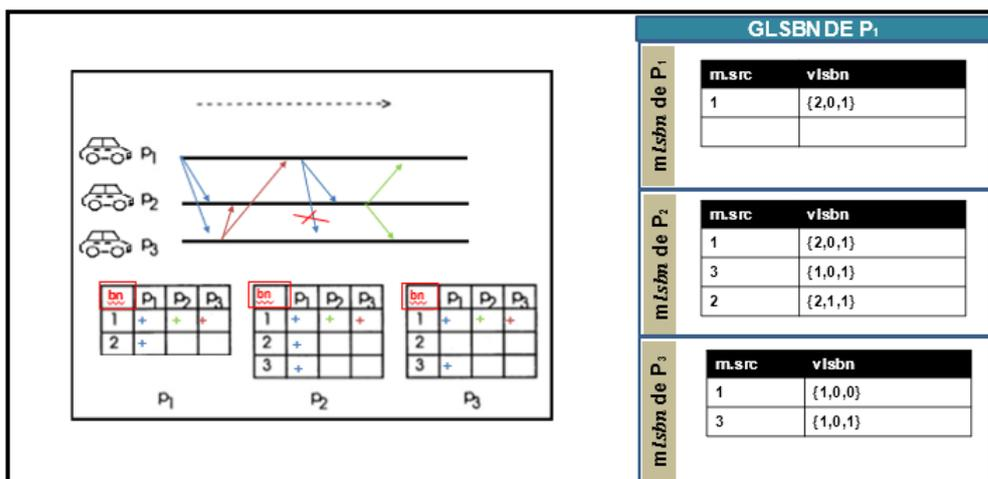 GLSBN DE P1
P1
P2
P3
bn P1 P2 P3
1 + + +
2 +
P1
bn P1 P2 P3
1 + + +
2 +
3 +
P2
bn P1 P2 P3
1 + + +
2
3 +
P3
mlsbn de P1
m.src vlsbn
1 {2,0,1}
mlsbn de P2
m.src vlsbn
1 {2,0,1}
3 {1,0,1}
2 {2,1,1}
mlsbn de P3
m.src vlsbn
1 {1,0,0}
3 {1,0,1}